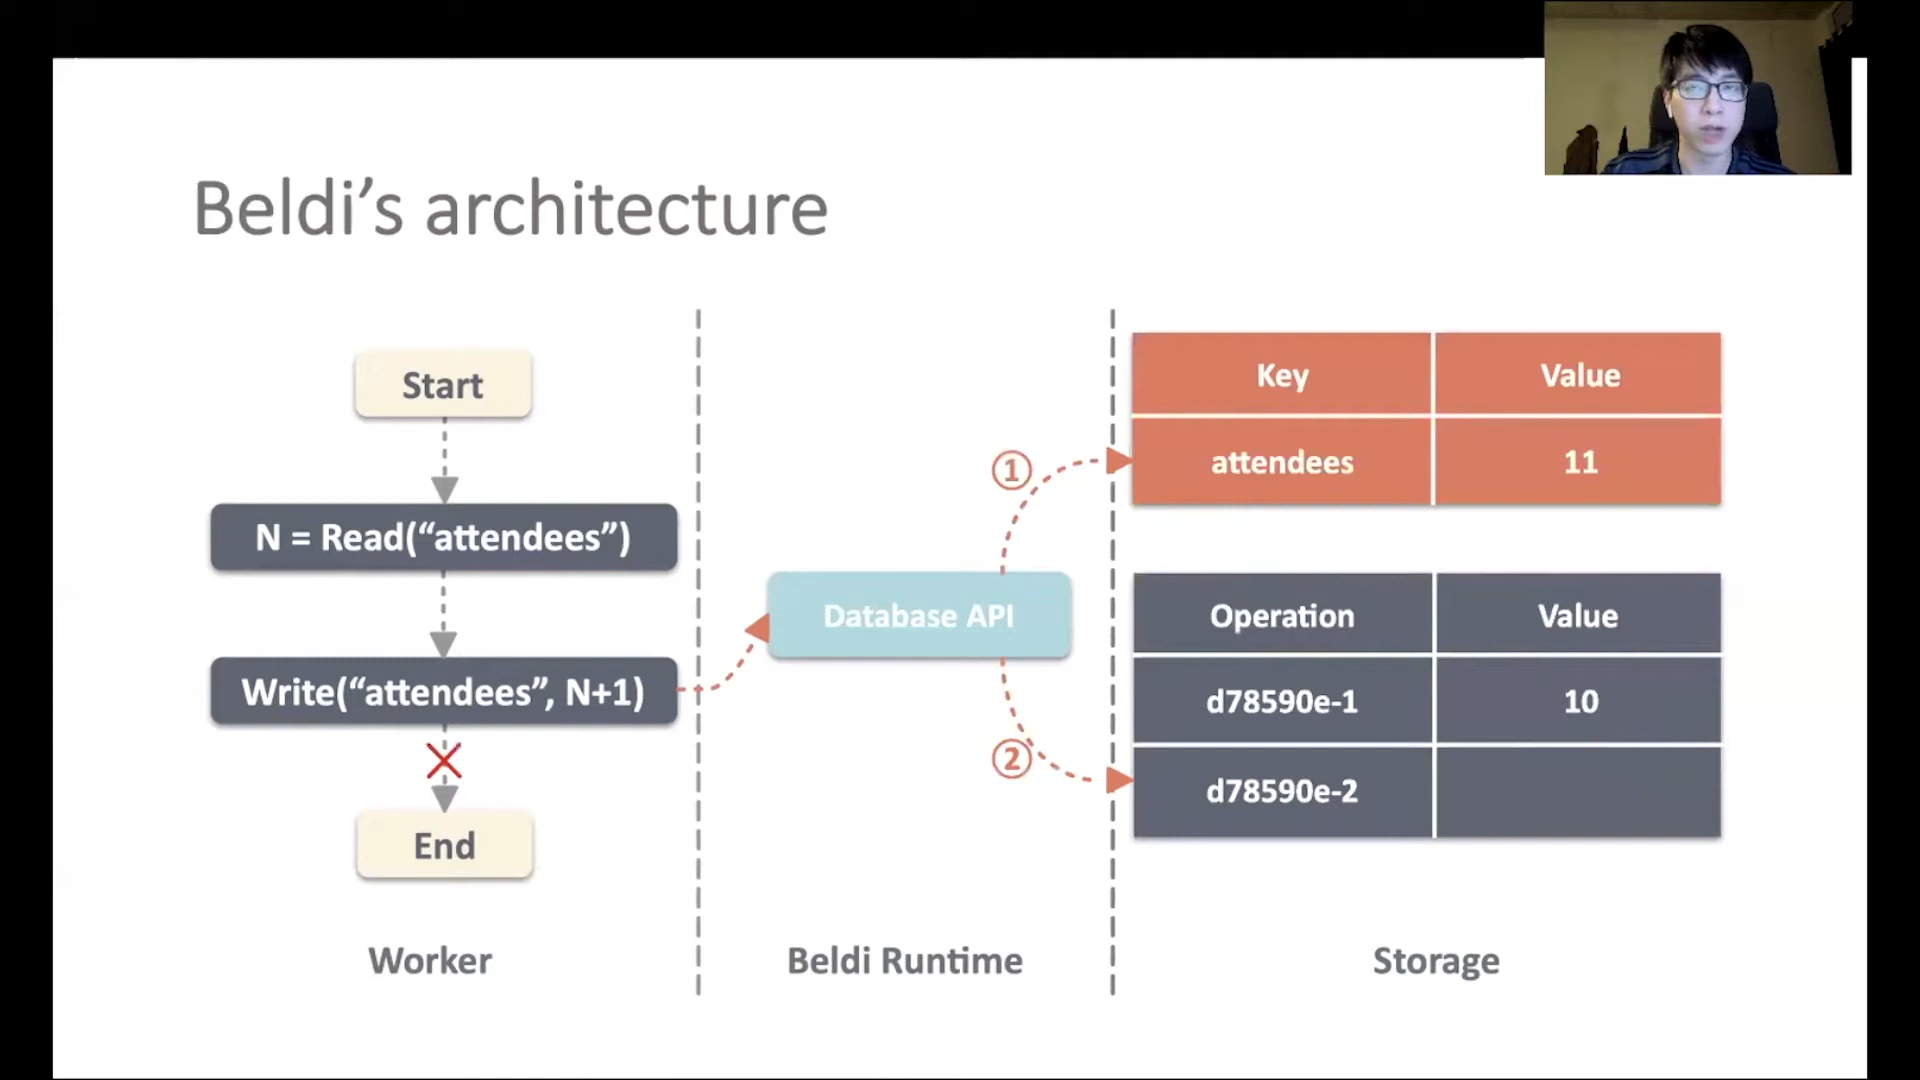 Beldi’s architecture
Start
N = Read(“attendees”)
Write(“attendees”, N+1)
End
Worker
Database API
①
②
Beldi Runtime
Key Value
attendees 11
Operation Value
d78590e-1 10
d78590e-2
Storage